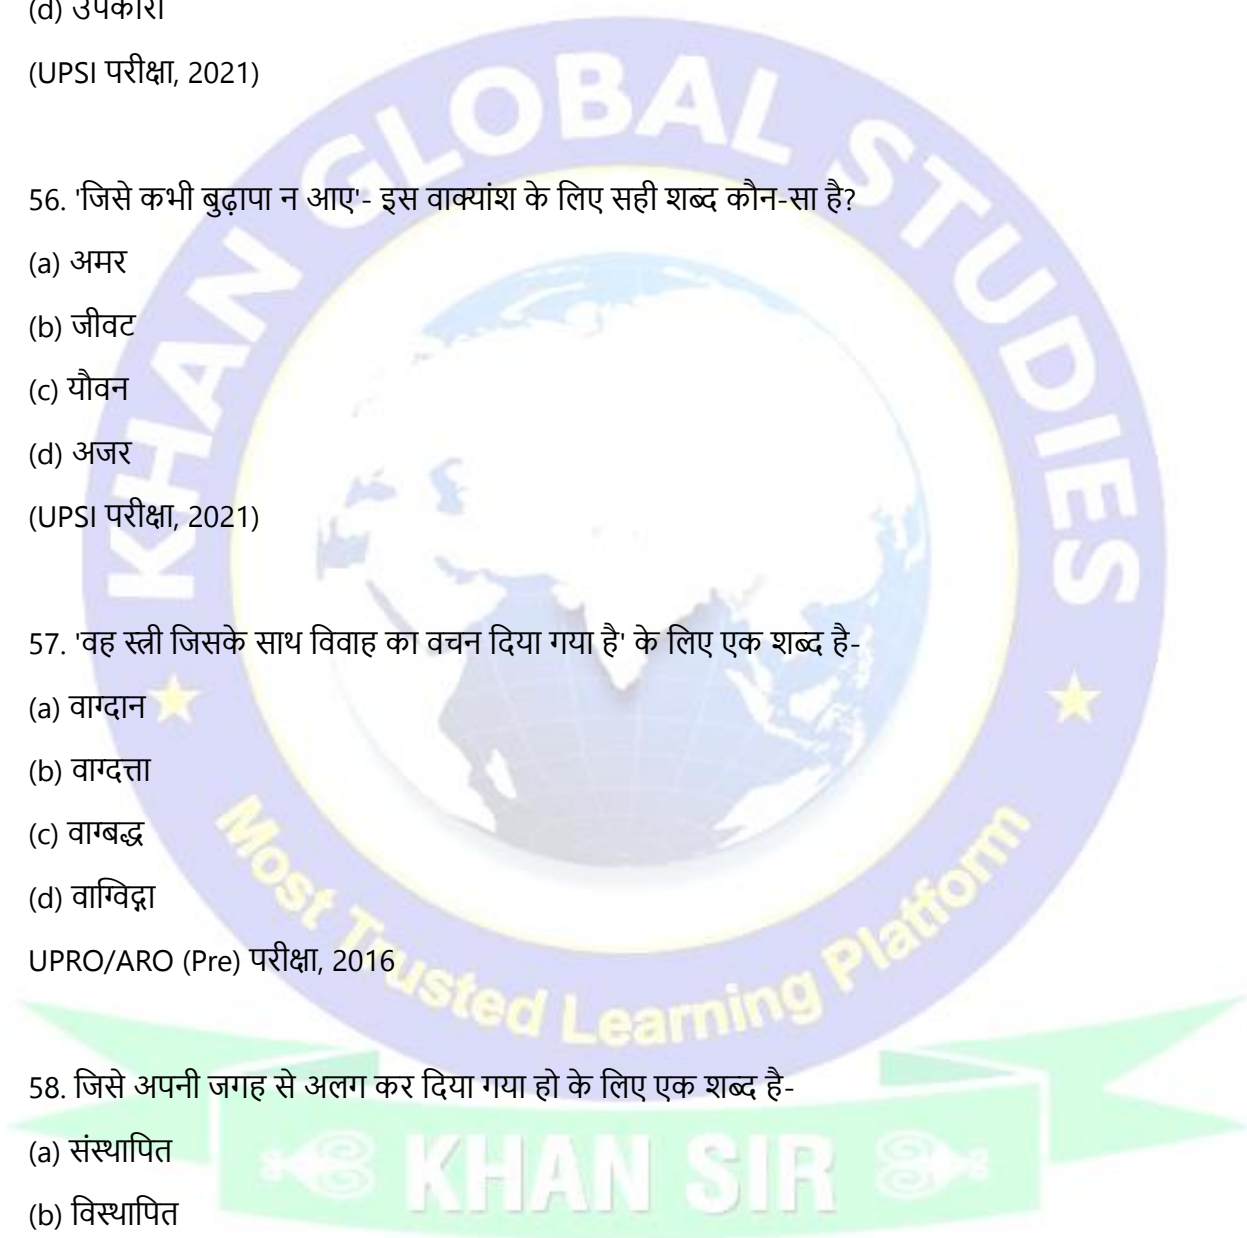 (d) उपकारी
(UPSI परीक्षा, 2021)
56. 'जिसे कभी बुढ़ापा न आए'- इस वाक्यांश के लिए सही शब्द कौन-सा है?
(a) अमर
(b) जीवट
(c) यौवन
(d) अजर
(UPSI परीक्षा, 2021)
57. 'वह स्त्री जिसके साथ विवाह का वचन दिया गया है' के लिए एक शब्द है-
(a) वाग्दान
(b) वाग्दत्ता
(c) वाग्बद्ध
(d) वाग्विद्ग्रा
UPRO/ARO (Pre) परीक्षा, 2016
58. जिसे अपनी जगह से अलग कर दिया गया हो के लिए एक शब्द है-
(a) संस्थापित
(b) विस्थापित
KHAN GLOBAL STUDIES
Most Trusted Learning Platform
KHAN SIR